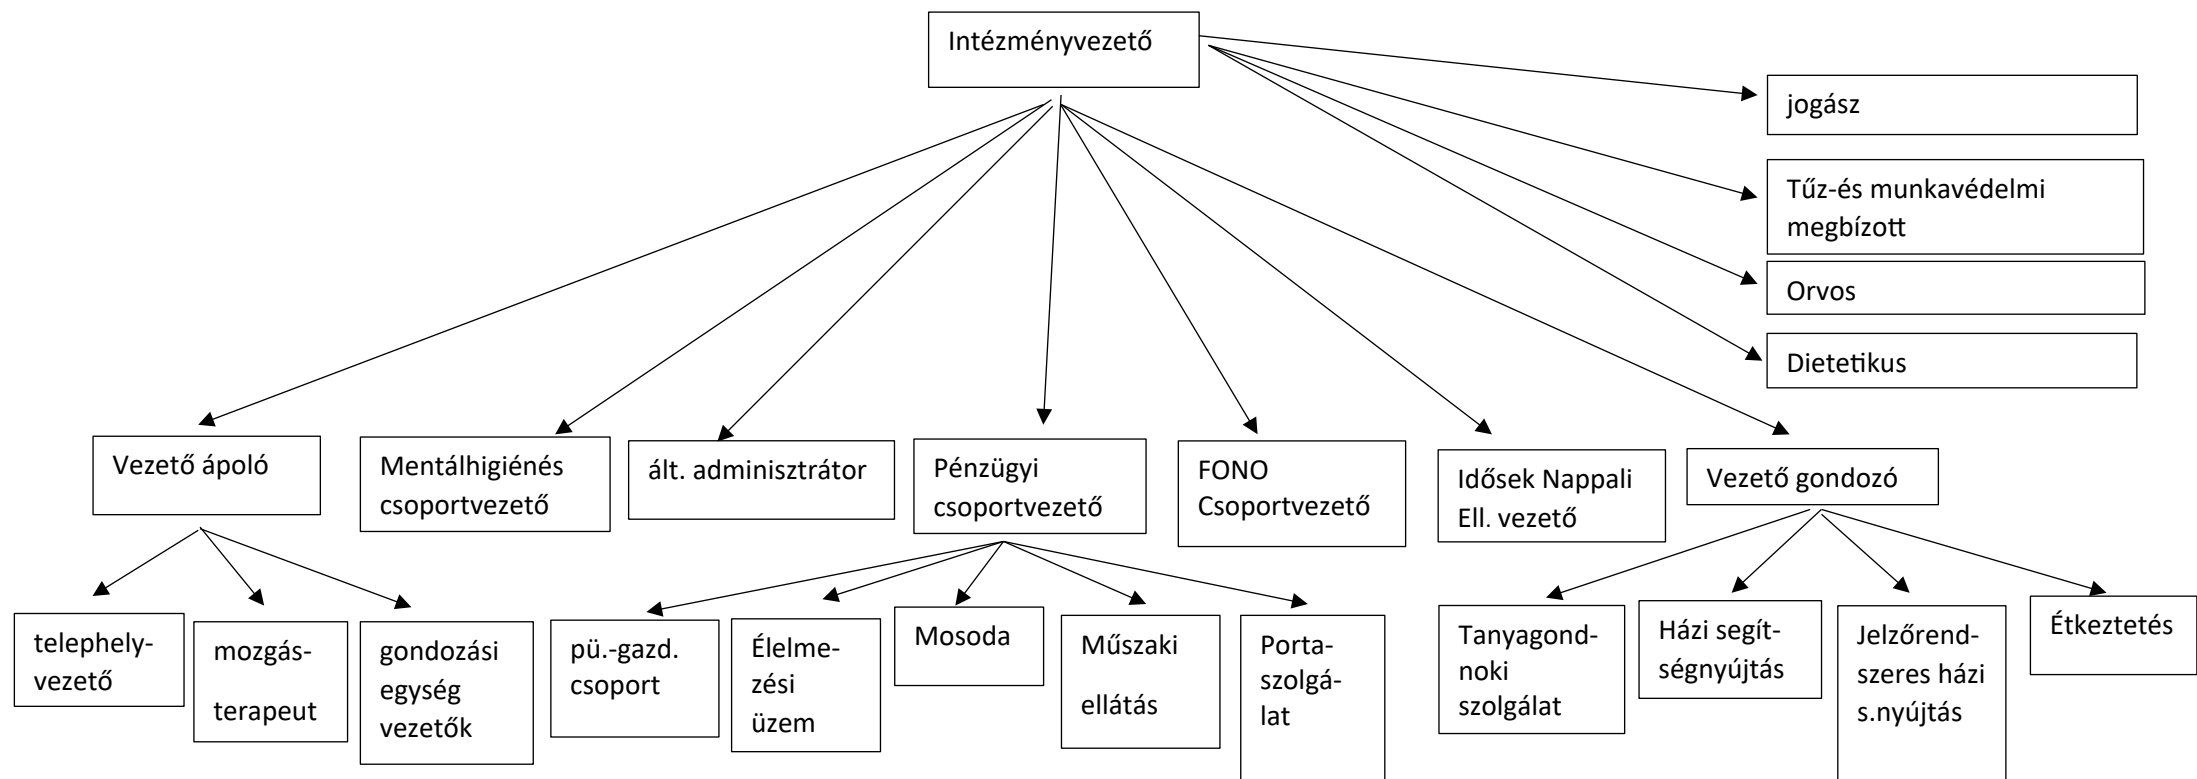 Intézményvezető
jogász
Tűz-és munkavédelmi
megbízott
Orvos
Dietetikus
Vezető ápoló
Mentálhigiénés
csoportvezető
ált. adminisztrátor
Pénzügyi
csoportvezető
FONO
Csoportvezető
Idősek Nappali
Ell. vezető
Vezető gondozó
telephely-
vezető
mozgás-
terapeut
gondozási
egység
vezetők
pü.-gazd.
csoport
Élelme-
zési
üzem
Mosoda
Műszaki
ellátás
Porta-
szolgá-
lat
Tanyagond-
noki
szolgálat
Házi segít-
ségnyújtás
Jelzőrend-
szeres házi
s.nyújtás
Étkeztetés